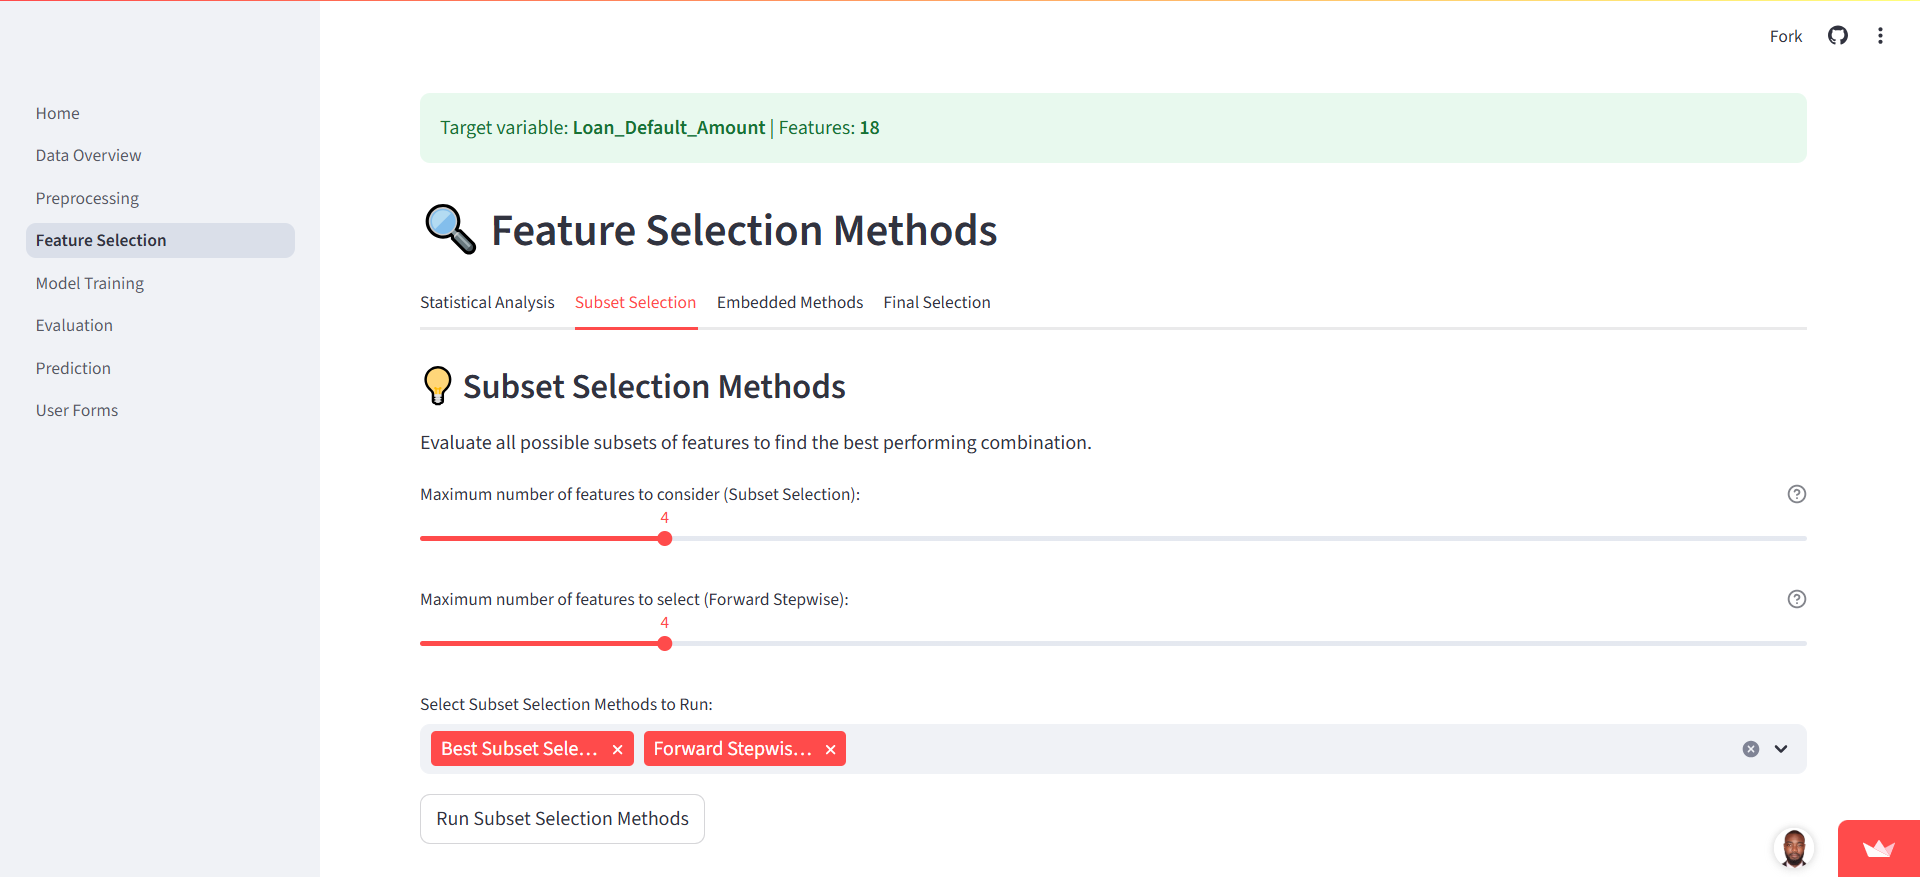 Fork
Home
Data Overview
Preprocessing
Feature Selection
Model Training
Evaluation
Prediction
User Forms
Target variable: Loan_Default_Amount | Features: 18
Feature Selection Methods
Statistical Analysis Subset Selection Embedded Methods Final Selection
Subset Selection Methods
Evaluate all possible subsets of features to find the best performing combination.
Maximum number of features to consider (Subset Selection):
4
Maximum number of features to select (Forward Stepwise):
4
Select Subset Selection Methods to Run:
Best Subset Sele... Forward Stepwis...
Run Subset Selection Methods